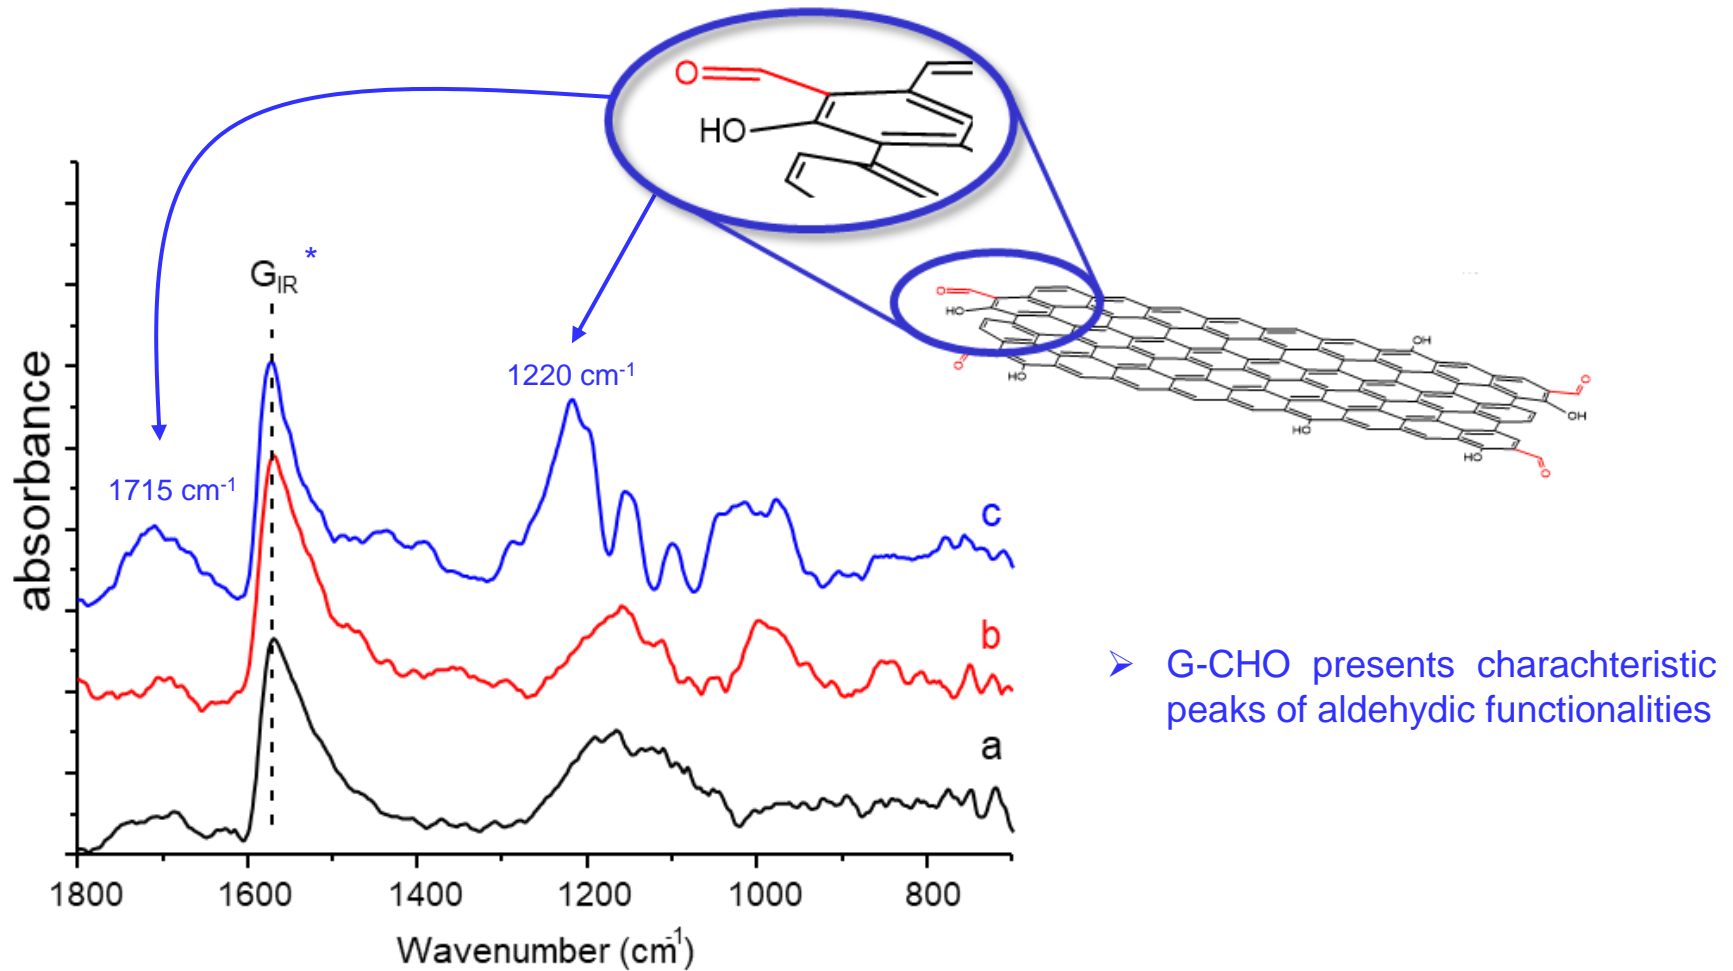 O
HO
G_IR *
1220 cm⁻¹
1715 cm⁻¹
absorbance
c
b
a
1800 1600 1400 1200 1000 800
Wavenumber (cm⁻¹)
O
HO
O
HO
OH
O
OH
HO
HO
O
➢ G-CHO presents charachteristic
peaks of aldehydic functionalities